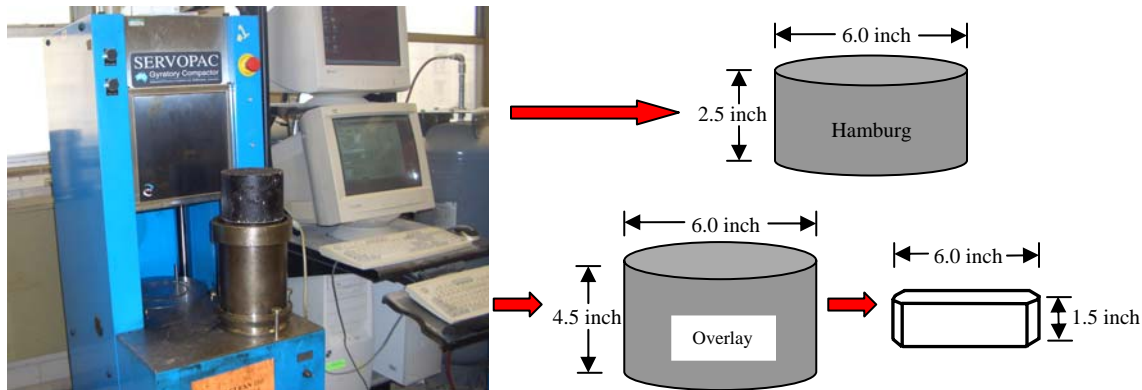 SERVOPAC
Gyratory Compactor
6.0 inch
2.5 inch
Hamburg
6.0 inch
4.5 inch
Overlay
6.0 inch
1.5 inch